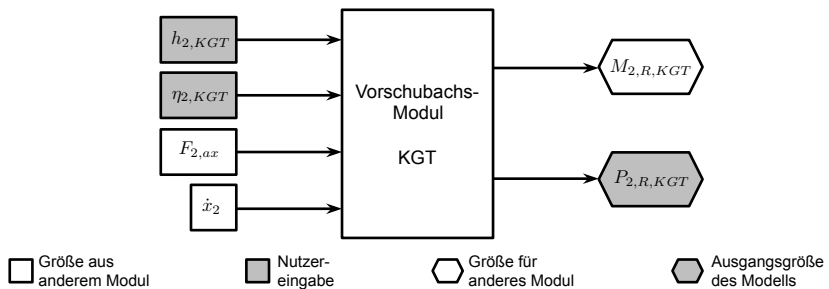 h_{2,KGT}
η_{2,KGT}
F_{2,ax}
ẋ_2
Vorschubachs-
Modul
KGT
M_{2,R,KGT}
P_{2,R,KGT}
Größe aus
anderem Modul
Nutzer-
eingabe
Größe für
anderes Modul
Ausgangsgröße
des Modells